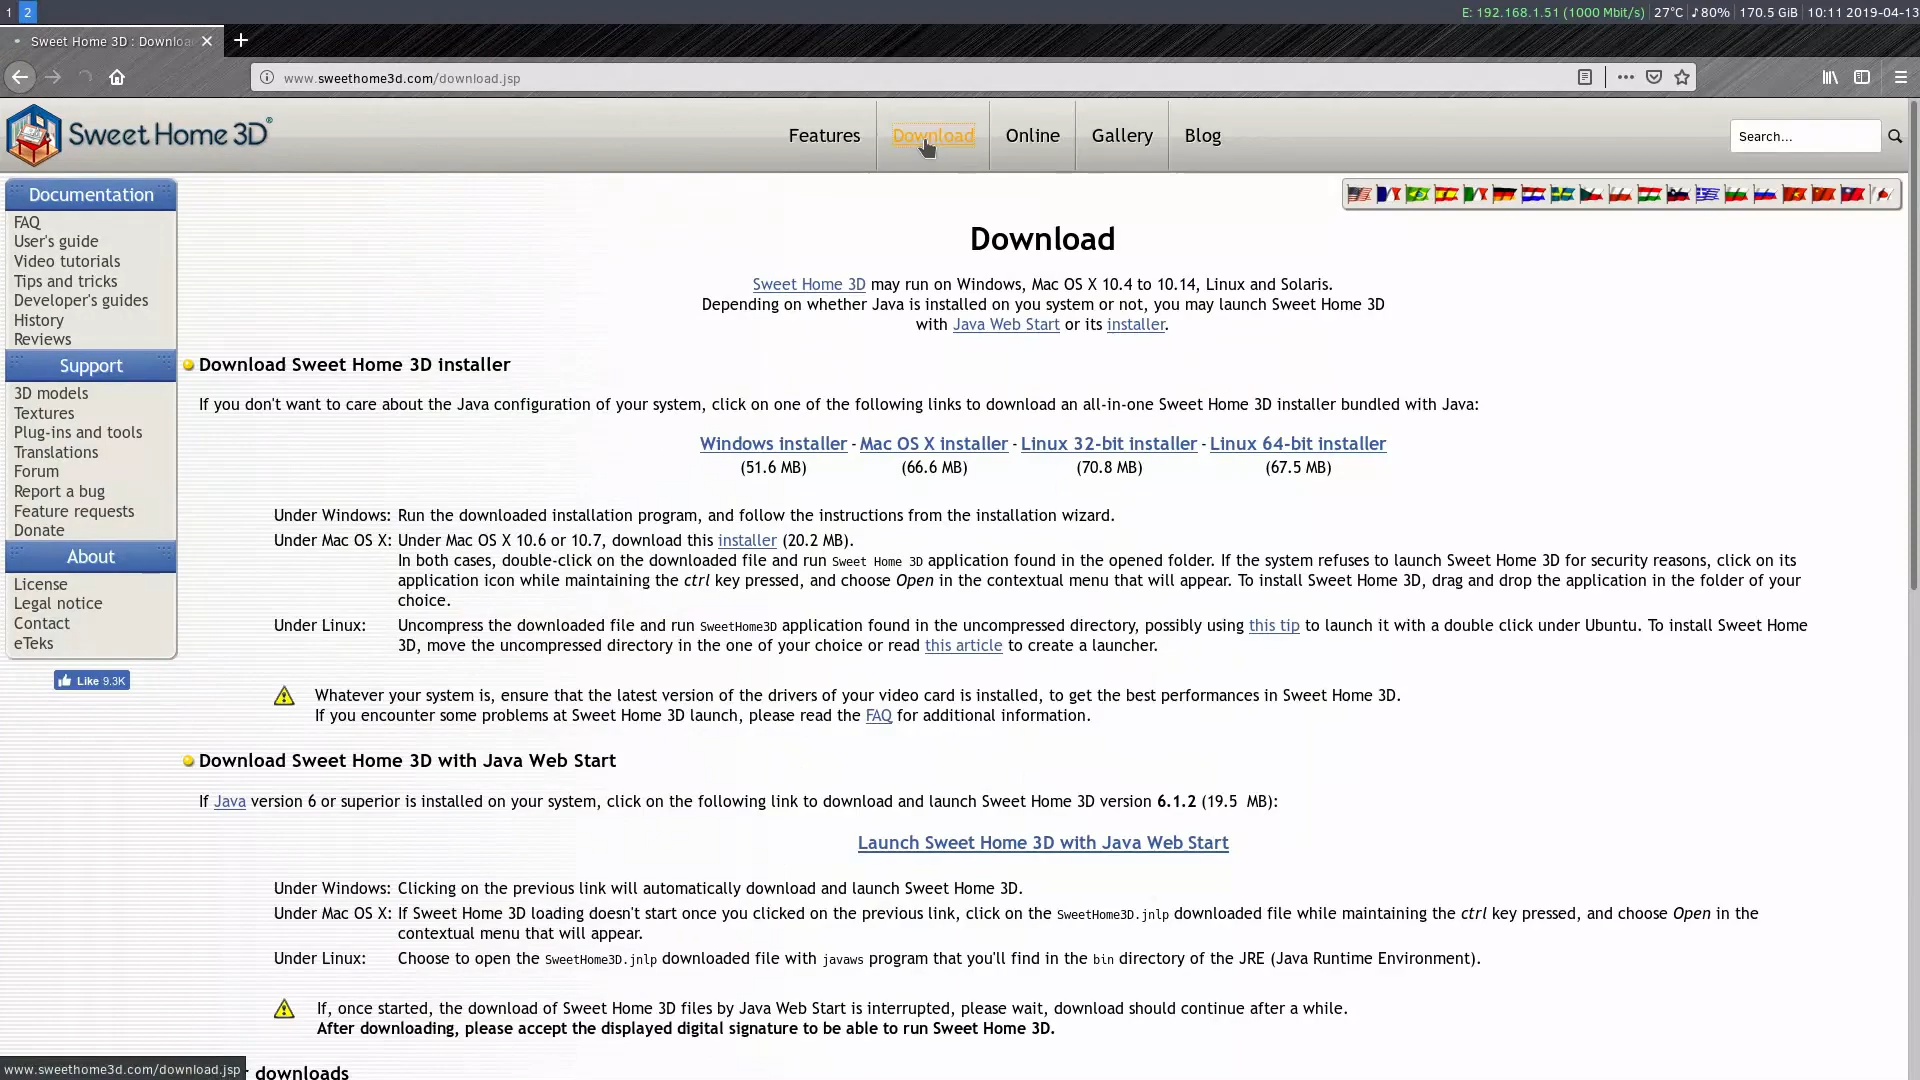 1 2
E: 192.168.1.51 (1000 Mbit/s) 27°C ♪80% 170.5 GiB 10:11 2019-04-13
Sweet Home 3D : Downloa
www.sweethome3d.com/download.jsp
Sweet Home 3D®
Features Download Online Gallery Blog
Search...
Documentation
FAQ
User's guide
Video tutorials
Tips and tricks
Developer's guides
History
Reviews
Support
3D models
Textures
Plug-ins and tools
Translations
Forum
Report a bug
Feature requests
Donate
About
License
Legal notice
Contact
eTeks
Like 9.3K
Download
Sweet Home 3D may run on Windows, Mac OS X 10.4 to 10.14, Linux and Solaris.
Depending on whether Java is installed on you system or not, you may launch Sweet Home 3D
with Java Web Start or its installer.
Download Sweet Home 3D installer
If you don't want to care about the Java configuration of your system, click on one of the following links to download an all-in-one Sweet Home 3D installer bundled with Java:
Windows installer - Mac OS X installer - Linux 32-bit installer - Linux 64-bit installer
(51.6 MB) (66.6 MB) (70.8 MB) (67.5 MB)
Under Windows: Run the downloaded installation program, and follow the instructions from the installation wizard.
Under Mac OS X: Under Mac OS X 10.6 or 10.7, download this installer (20.2 MB).
In both cases, double-click on the downloaded file and run Sweet Home 3D application found in the opened folder. If the system refuses to launch Sweet Home 3D for security reasons, click on its
application icon while maintaining the ctrl key pressed, and choose Open in the contextual menu that will appear. To install Sweet Home 3D, drag and drop the application in the folder of your
choice.
Under Linux: Uncompress the downloaded file and run SweetHome3D application found in the uncompressed directory, possibly using this tip to launch it with a double click under Ubuntu. To install Sweet Home
3D, move the uncompressed directory in the one of your choice or read this article to create a launcher.
Whatever your system is, ensure that the latest version of the drivers of your video card is installed, to get the best performances in Sweet Home 3D.
If you encounter some problems at Sweet Home 3D launch, please read the FAQ for additional information.
Download Sweet Home 3D with Java Web Start
If Java version 6 or superior is installed on your system, click on the following link to download and launch Sweet Home 3D version 6.1.2 (19.5 MB):
Launch Sweet Home 3D with Java Web Start
Under Windows: Clicking on the previous link will automatically download and launch Sweet Home 3D.
Under Mac OS X: If Sweet Home 3D loading doesn't start once you clicked on the previous link, click on the SweetHome3D.jnlp downloaded file while maintaining the ctrl key pressed, and choose Open in the
contextual menu that will appear.
Under Linux: Choose to open the SweetHome3D.jnlp downloaded file with javaws program that you'll find in the bin directory of the JRE (Java Runtime Environment).
If, once started, the download of Sweet Home 3D files by Java Web Start is interrupted, please wait, download should continue after a while.
After downloading, please accept the displayed digital signature to be able to run Sweet Home 3D.
www.sweethome3d.com/download.jsp
downloads